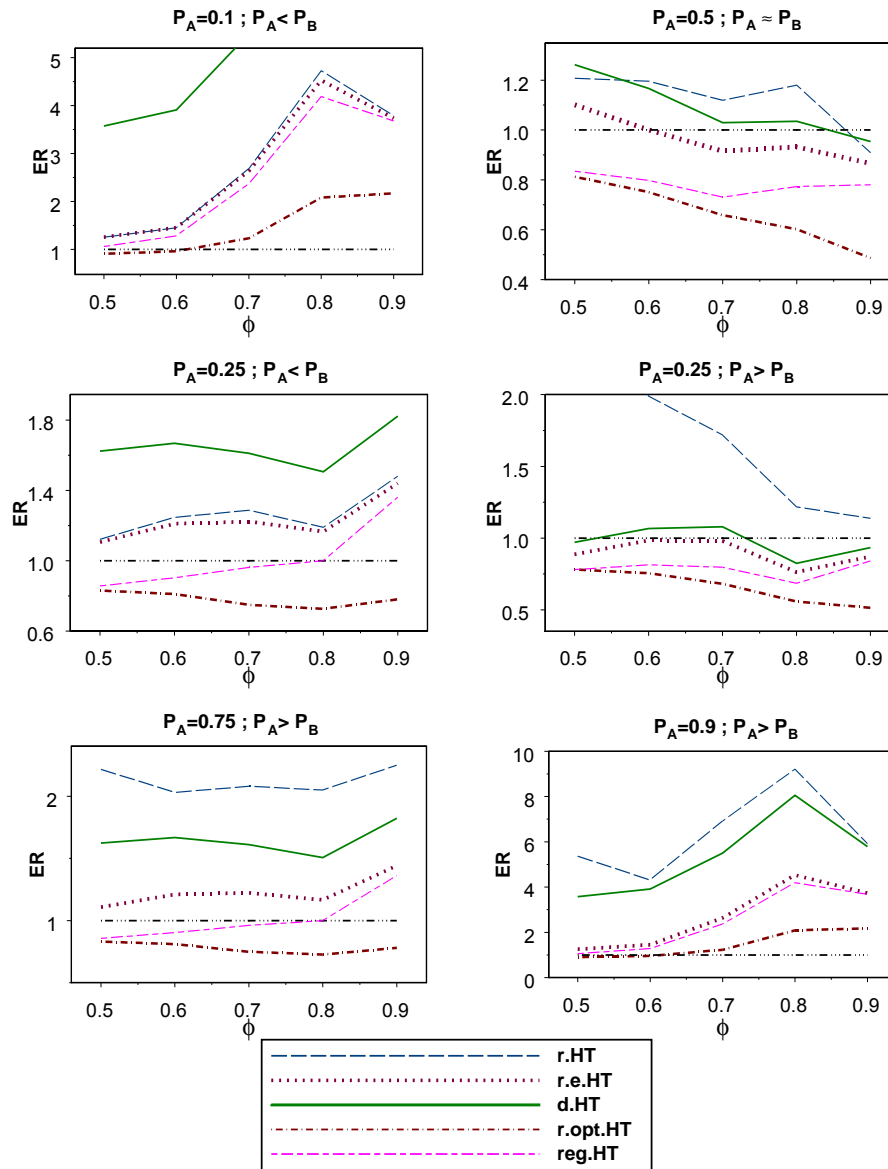 P_A=0.1 ; P_A< P_B
ER
5
4
3
2
1
0.5 0.6 0.7 0.8 0.9
ϕ
P_A=0.5 ; P_A ≈ P_B
ER
1.2
1.0
0.8
0.6
0.4
0.5 0.6 0.7 0.8 0.9
ϕ
P_A=0.25 ; P_A< P_B
ER
1.8
1.4
1.0
0.6
0.5 0.6 0.7 0.8 0.9
ϕ
P_A=0.25 ; P_A> P_B
ER
2.0
1.5
1.0
0.5
0.5 0.6 0.7 0.8 0.9
ϕ
P_A=0.75 ; P_A> P_B
ER
2
1
0.5 0.6 0.7 0.8 0.9
ϕ
P_A=0.9 ; P_A> P_B
ER
10
8
6
4
2
0
0.5 0.6 0.7 0.8 0.9
ϕ
r.HT
r.e.HT
d.HT
r.opt.HT
reg.HT